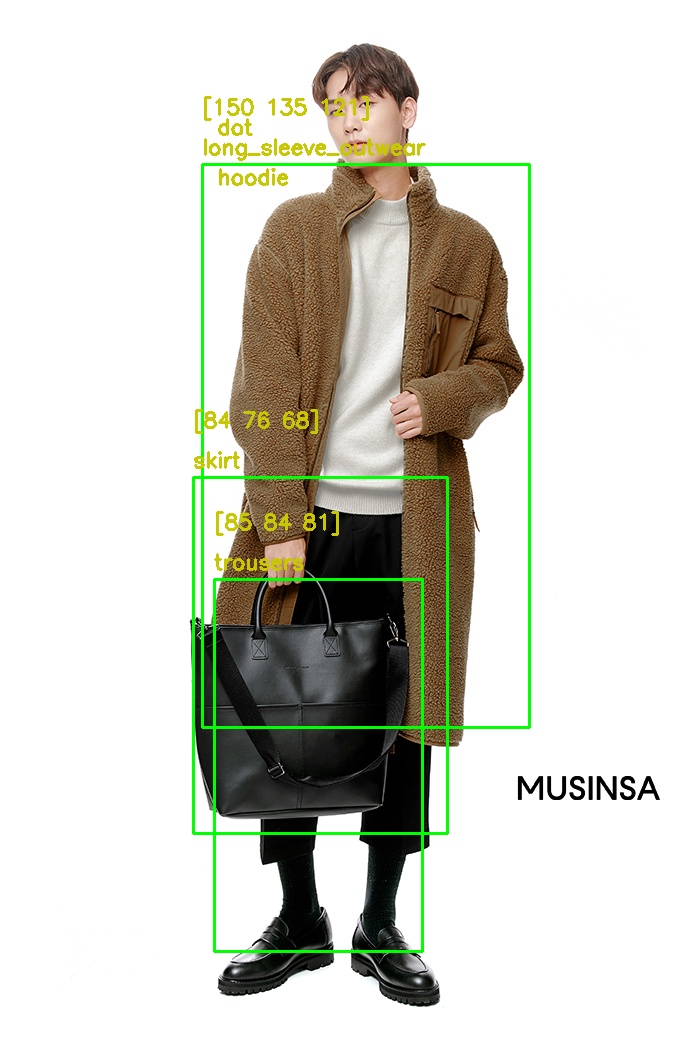 [150 135 121]
dot
long_sleeve_outwear
hoodie
[84 76 68]
skirt
[85 84 81]
trousers
MUSINSA